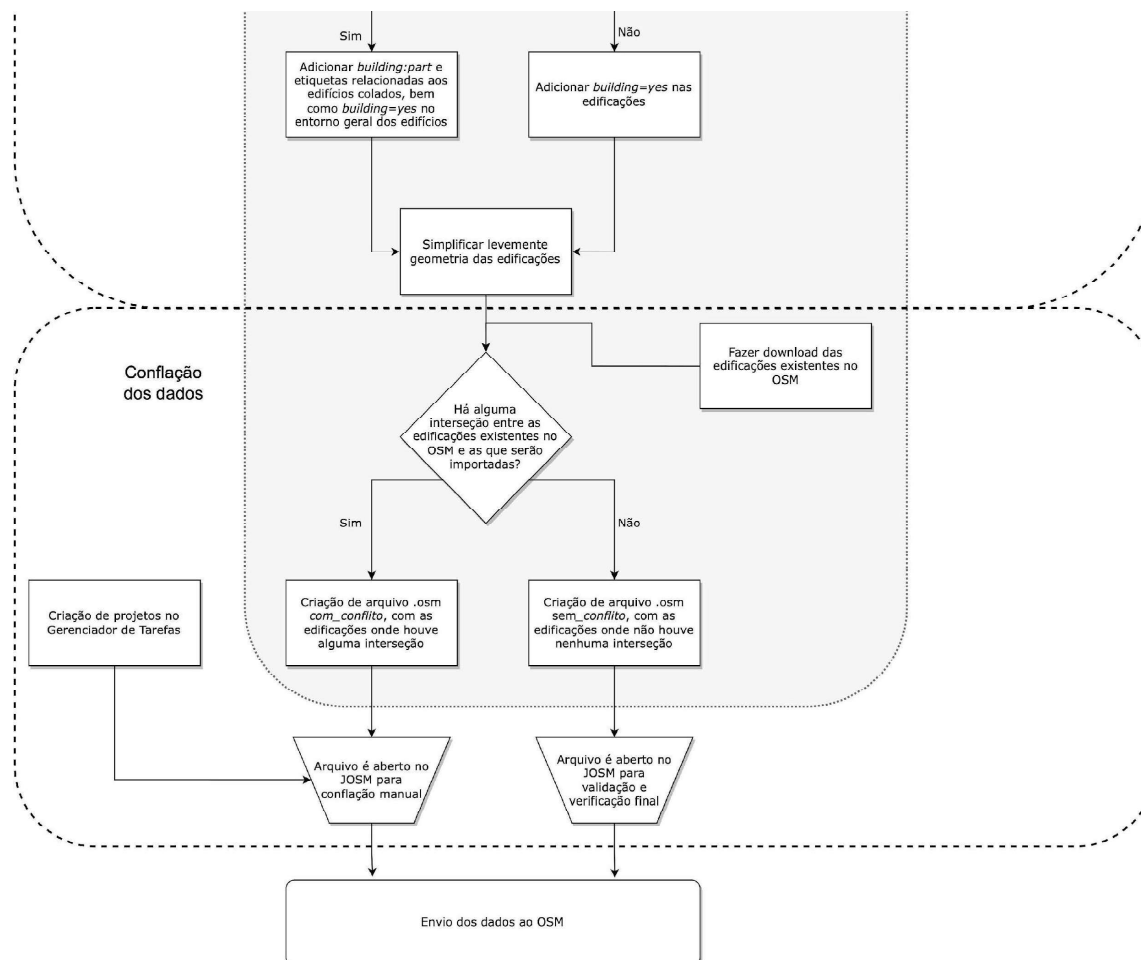 Sim
Não
Adicionar building:part e
etiquetas relacionadas aos
edifícios colados, bem
como building=yes no
entorno geral dos edifícios
Adicionar building=yes nas
edificações
Simplificar levemente
geometria das edificações
Conflação
dos dados
Fazer download das
edificações existentes no
OSM
Há alguma
interseção entre as
edificações existentes no
OSM e as que serão
importadas?
Sim
Não
Criação de projetos no
Gerenciador de Tarefas
Criação de arquivo .osm
com_conflito, com as
edificações onde houve
alguma interseção
Criação de arquivo .osm
sem_conflito, com as
edificações onde não houve
nenhuma interseção
Arquivo é aberto no
JOSM para
conflação manual
Arquivo é aberto no
JOSM para
validação e
verificação final
Envio dos dados ao OSM